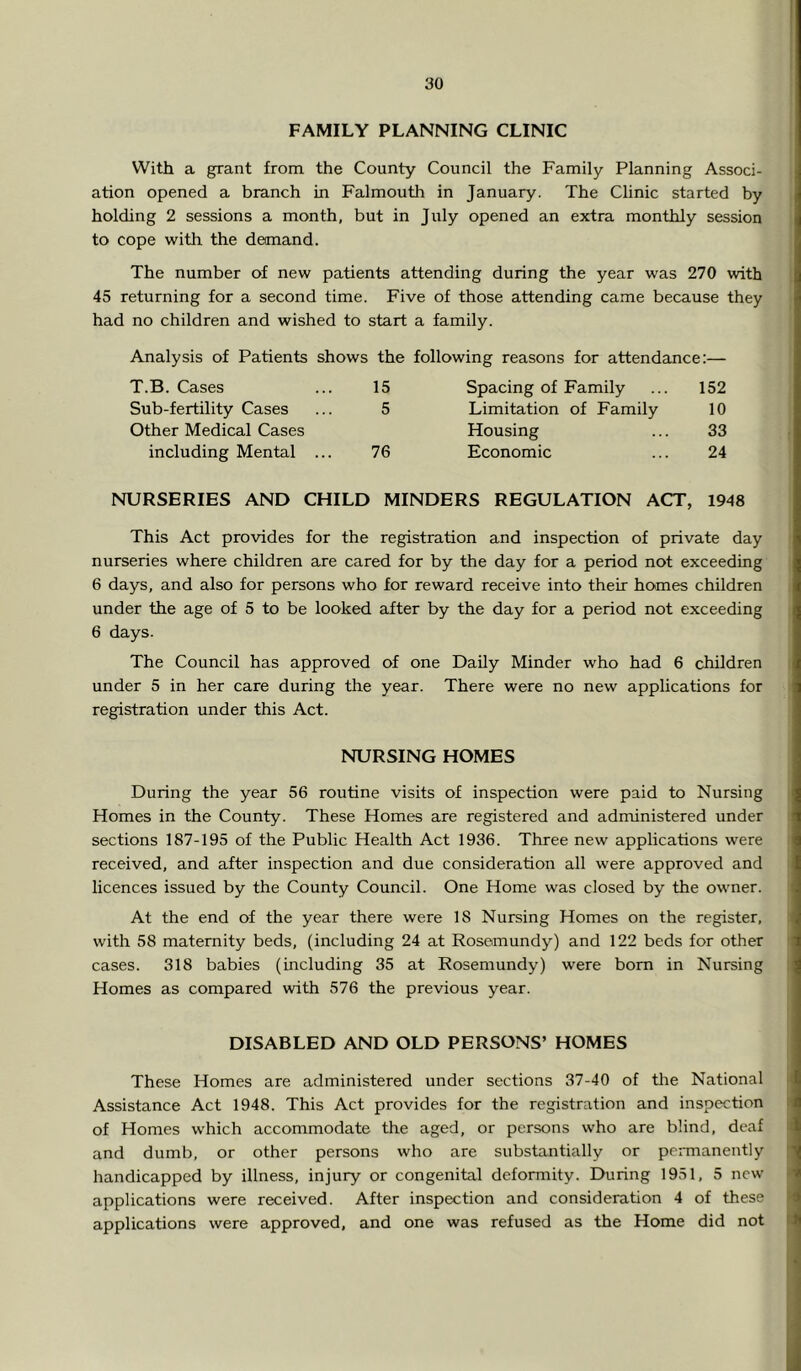 30
FAMILY PLANNING CLINIC
With a grant from the County Council the Family Planning Associ-
ation opened a branch in Falmouth in January. The Clinic started by
holding 2 sessions a month, but in July opened an extra monthly session
to cope with the demand.
The number of new patients attending during the year was 270 with
45 returning for a second time. Five of those attending came because they
had no children and wished to start a family.
Analysis of Patients shows the following reasons for attendance:—
T.B. Cases ... 15 Spacing of Family ... 152
Sub-fertility Cases ... 5 Limitation of Family 10
Other Medical Cases Housing ... 33
including Mental ... 76 Economic ... 24
NURSERIES AND CHILD MINDERS REGULATION ACT, 1948
This Act provides for the registration and inspection of private day
nurseries where children are cared for by the day for a period not exceeding
6 days, and also for persons who for reward receive into their homes children
under the age of 5 to be looked after by the day for a period not exceeding
6 days.
The Council has approved of one Daily Minder who had 6 children
under 5 in her care during the year. There were no new applications for
registration under this Act.
NURSING HOMES
During the year 56 routine visits of inspection were paid to Nursing
Homes in the County. These Homes are registered and administered under
sections 187-195 of the Public Health Act 1936. Three new applications were
received, and after inspection and due consideration all were approved and
licences issued by the County Council. One Home was closed by the owner.
At the end of the year there were 18 Nursing Homes on the register,
with 58 maternity beds, (including 24 at Rosemundy) and 122 beds for other
cases. 318 babies (including 35 at Rosemundy) were born in Nursing
Homes as compared with 576 the previous year.
DISABLED AND OLD PERSONS' HOMES
These Homes are administered under sections 37-40 of the National
Assistance Act 1948. This Act provides for the registration and inspection
of Homes which accommodate the aged, or persons who are blind, deaf
and dumb, or other persons who are substantially or permanently
handicapped by illness, injury or congenital deformity. During 1951, 5 new
applications were received. After inspection and consideration 4 of these
applications were approved, and one was refused as the Home did not